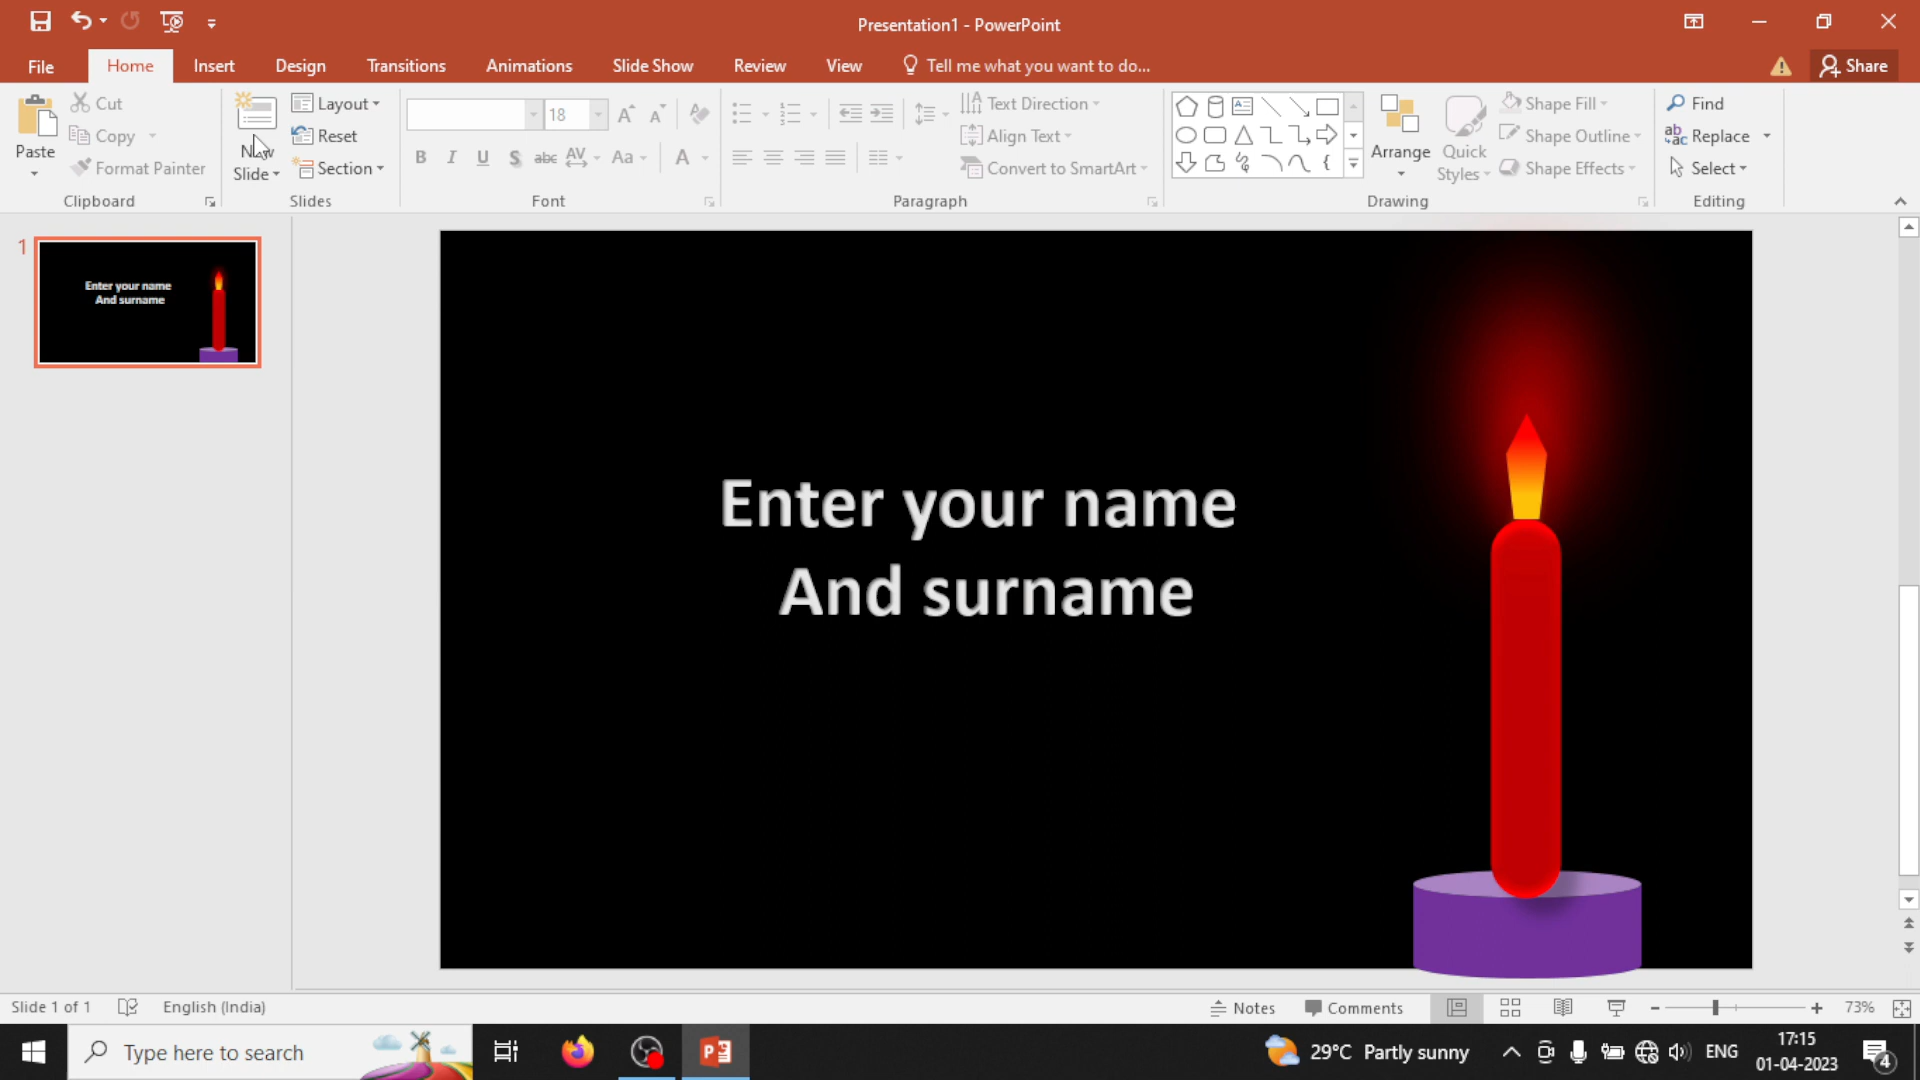 Presentation1 - PowerPoint
File Home Insert Design Transitions Animations Slide Show Review View Tell me what you want to do... Share
Paste
Cut
Copy
Format Painter
Clipboard
New
Slide
Layout
Reset
Section
Slides
18
B I U S abc AV Aa A
Font
Text Direction
Align Text
Convert to SmartArt
Paragraph
Arrange
Quick
Styles
Shape Fill
Shape Outline
Shape Effects
Drawing
Find
Replace
Select
Editing
1
Enter your name
And surname
Enter your name
And surname
Slide 1 of 1 English (India) Notes Comments 73%
Type here to search
29°C Partly sunny
ENG
17:15
01-04-2023
4